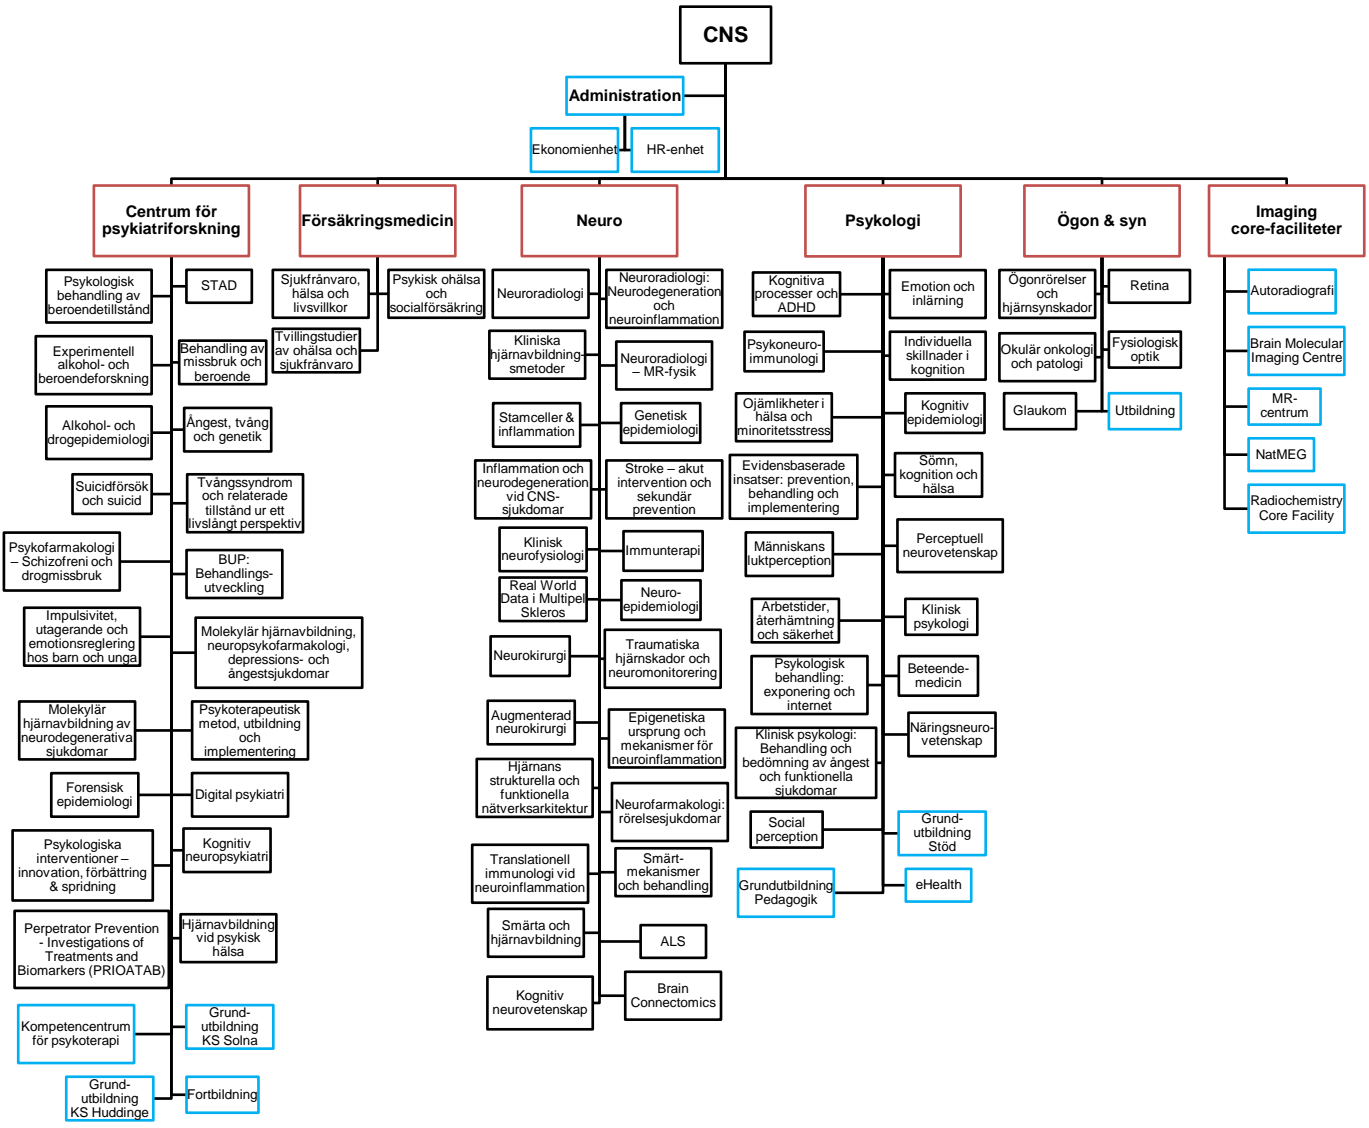 CNS
Administration
Ekonomienhet
HR-enhet
Centrum för
psykiatriforskning
Psykologisk
behandling av
beroendetillstånd
STAD
Experimentell
alkohol- och
beroendeforskning
Behandling av
missbruk och
beroende
Alkohol- och
drogepidemiologi
Ångest, tvång
och genetik
Suicidförsök
och suicid
Tvångssyndrom
och relaterade
tillstånd ur ett
livslångt perspektiv
Psykofarmakologi
– Schizofreni och
drogmissbruk
BUP:
Behandlings-
utveckling
Impulsivitet,
utagerande och
emotionsreglering
hos barn och unga
Molekylär hjärnavbildning,
neuropsykofarmakologi,
depressions- och
ångestsjukdomar
Molekylär
hjärnavbildning av
neurodegenerativa
sjukdomar
Psykoterapeutisk
metod, utbildning
och
implementering
Forensisk
epidemiologi
Digital psykiatri
Psykologiska
interventioner –
innovation, förbättring
& spridning
Kognitiv
neuropsykiatri
Perpetrator Prevention
- Investigations of
Treatments and
Biomarkers (PRIOATAB)
Hjärnavbildning
vid psykisk
hälsa
Kompetencentrum
för psykoterapi
Grund-
utbildning
KS Solna
Grund-
utbildning
KS Huddinge
Fortbildning
Försäkringsmedicin
Sjukfrånvaro,
hälsa och
livsvillkor
Psykisk ohälsa
och
socialförsäkring
Tvillingstudier
av ohälsa och
sjukfrånvaro
Neuro
Neuroradiologi
Neuroradiologi:
Neurodegeneration
och
neuroinflammation
Kliniska
hjärnavbildning-
smetoder
Neuroradiologi
– MR-fysik
Stamceller &
inflammation
Genetisk
epidemiologi
Inflammation och
neurodegeneration
vid CNS-
sjukdomar
Stroke – akut
intervention och
sekundär
prevention
Klinisk
neurofysiologi
Immunterapi
Real World
Data i Multipel
Skleros
Neuro-
epidemiologi
Neurokirurgi
Traumatiska
hjärnskador och
neuromonitorering
Augmenterad
neurokirurgi
Epigenetiska
ursprung och
mekanismer för
neuroinflammation
Hjärnans
strukturella och
funktionella
nätverksarkitektur
Neurofarmakologi:
rörelsesjukdomar
Translationell
immunologi vid
neuroinflammation
Smärt-
mekanismer
och behandling
Smärta och
hjärnavbildning
ALS
Kognitiv
neurovetenskap
Brain
Connectomics
Psykologi
Kognitiva
processer och
ADHD
Emotion och
inlärning
Psykoneuro-
immunologi
Individuella
skillnader i
kognition
Ojämlikheter i
hälsa och
minoritetsstress
Kognitiv
epidemiologi
Evidensbaserade
insatser: prevention,
behandling och
implementering
Sömn,
kognition och
hälsa
Människans
luktperception
Perceptuell
neurovetenskap
Arbetstider,
återhämtning
och säkerhet
Klinisk
psykologi
Psykologisk
behandling:
exponering och
internet
Beteende-
medicin
Klinisk psykologi:
Behandling och
bedömning av ångest
och funktionella
sjukdomar
Näringsneuro-
vetenskap
Social
perception
Grund-
utbildning
Stöd
Grundutbildning
Pedagogik
eHealth
Ögon & syn
Ögonrörelser
och
hjärnsynskador
Retina
Okulär onkologi
och patologi
Fysiologisk
optik
Glaukom
Utbildning
Imaging
core-faciliteter
Autoradiografi
Brain Molecular
Imaging Centre
MR-
centrum
NatMEG
Radiochemistry
Core Facility